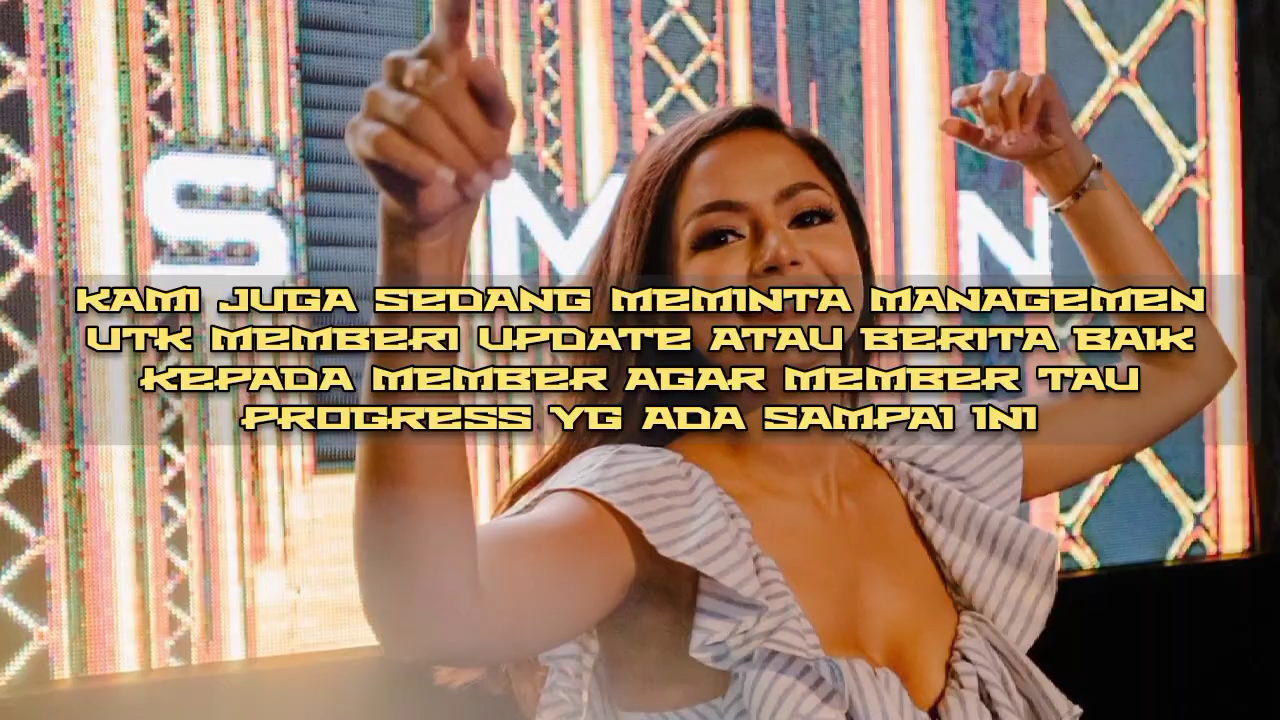 S M N
KAMI JUGA SEDANG MEMINTA MANAGEMEN
UTK MEMBERI UPDATE ATAU BERITA BAIK
KEPADA MEMBER AGAR MEMBER TAU
PROGRESS YG ADA SAMPAI INI